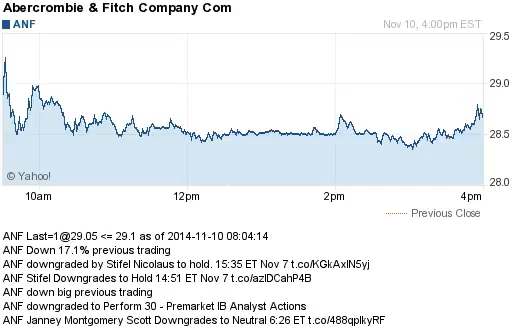 Abercrombie & Fitch Company Com
ANF
Nov 10, 4:00pm EST
29.5
29.0
28.5
28.0
© Yahoo!
10am
12pm
2pm
4pm
Previous Close
ANF Last=1@29.05 <= 29.1 as of 2014-11-10 08:04:14
ANF Down 17.1% previous trading
ANF downgraded by Stifel Nicolaus to hold. 15:35 ET Nov 7 t.co/KGkAxIN5yj
ANF Stifel Downgrades to Hold 14:51 ET Nov 7 t.co/azlDCahP4B
ANF down big previous trading
ANF downgraded to Perform 30 - Premarket IB Analyst Actions
ANF Janney Montgomery Scott Downgrades to Neutral 6:26 ET t.co/488qplkyRF